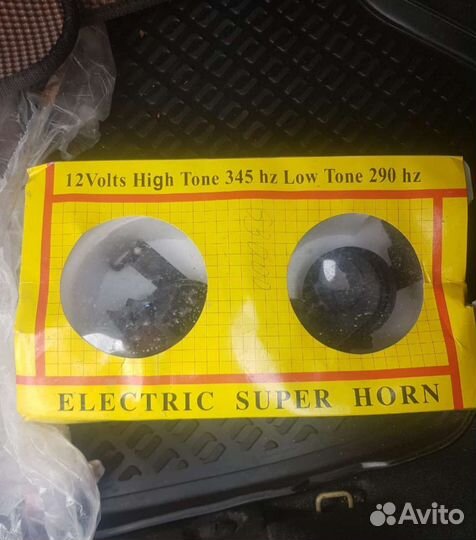 12Volts High Tone 345 hz Low Tone 290 hz
ELECTRIC SUPER HORN
Avito